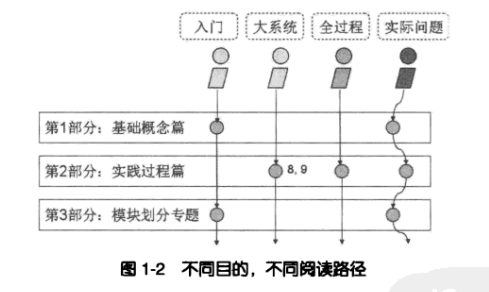 入门 大系统 全过程 实际问题
第1部分：基础概念篇
第2部分：实践过程篇 8, 9
第3部分：模块划分专题
图 1-2 不同目的，不同阅读路径